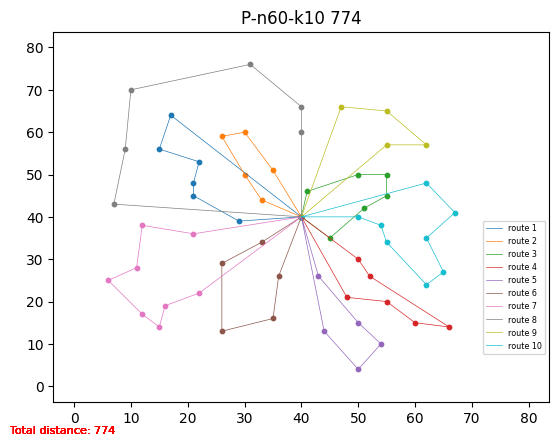 P-n60-k10 774
80
70
60
50
40
30
20
10
0
0 10 20 30 40 50 60 70 80
route 1
route 2
route 3
route 4
route 5
route 6
route 7
route 8
route 9
route 10
Total distance: 774